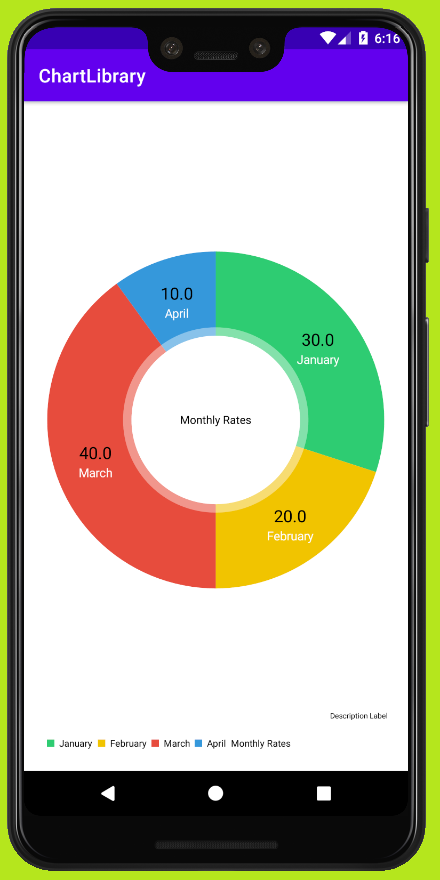 6:16
ChartLibrary
10.0
April
30.0
January
Monthly Rates
40.0
March
20.0
February
Description Label
January February March April Monthly Rates